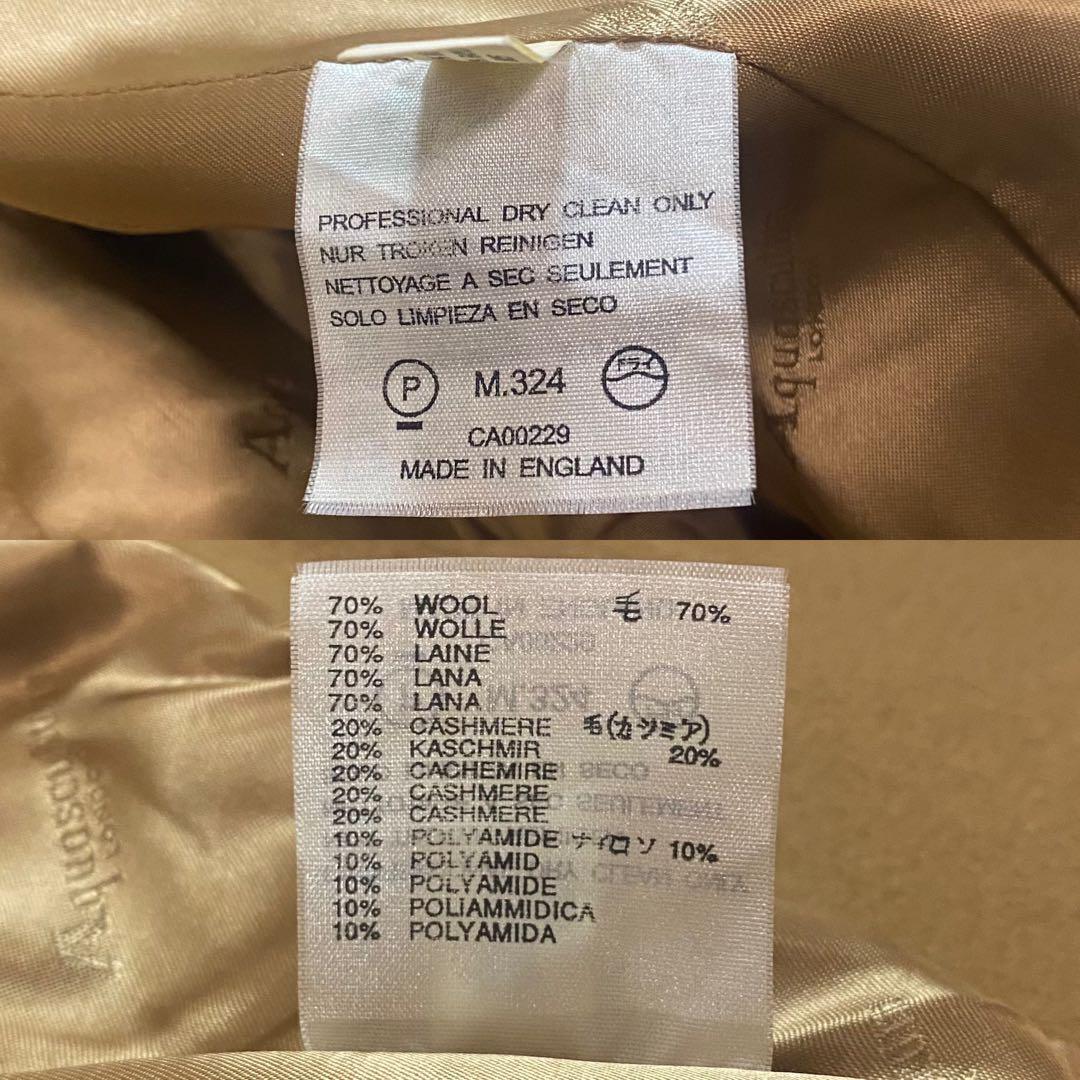 PROFESSIONAL DRY CLEAN ONLY
NUR TROKEN REINIGEN
NETTOYAGE A SEC SEULEMENT
SOLO LIMPIEZA EN SECO
P M.324 ドライ
CA00229
MADE IN ENGLAND
70% WOOL 毛 70%
70% WOLLE
70% LAINE
70% LANA
70% LANA
20% CASHMERE 毛(カシミア)
20% KASCHMIR 20%
20% CACHEMIRE
20% CASHMERE
20% CASHMERE
10% POLYAMIDE ナイロソ 10%
10% POLYAMID
10% POLYAMIDE
10% POLIAMMIDICA
10% POLYAMIDA
Aquascu